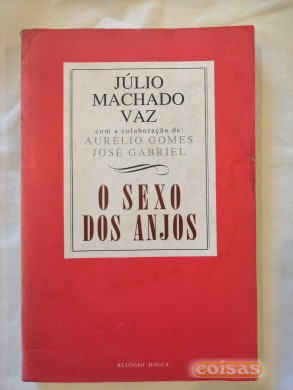 JÚLIO
MACHADO
VAZ
com a colaboração de:
AURÉLIO GOMES
JOSÉ GABRIEL
O SEXO
DOS ANJOS
RELÓGIO D'ÁGUA
coisas